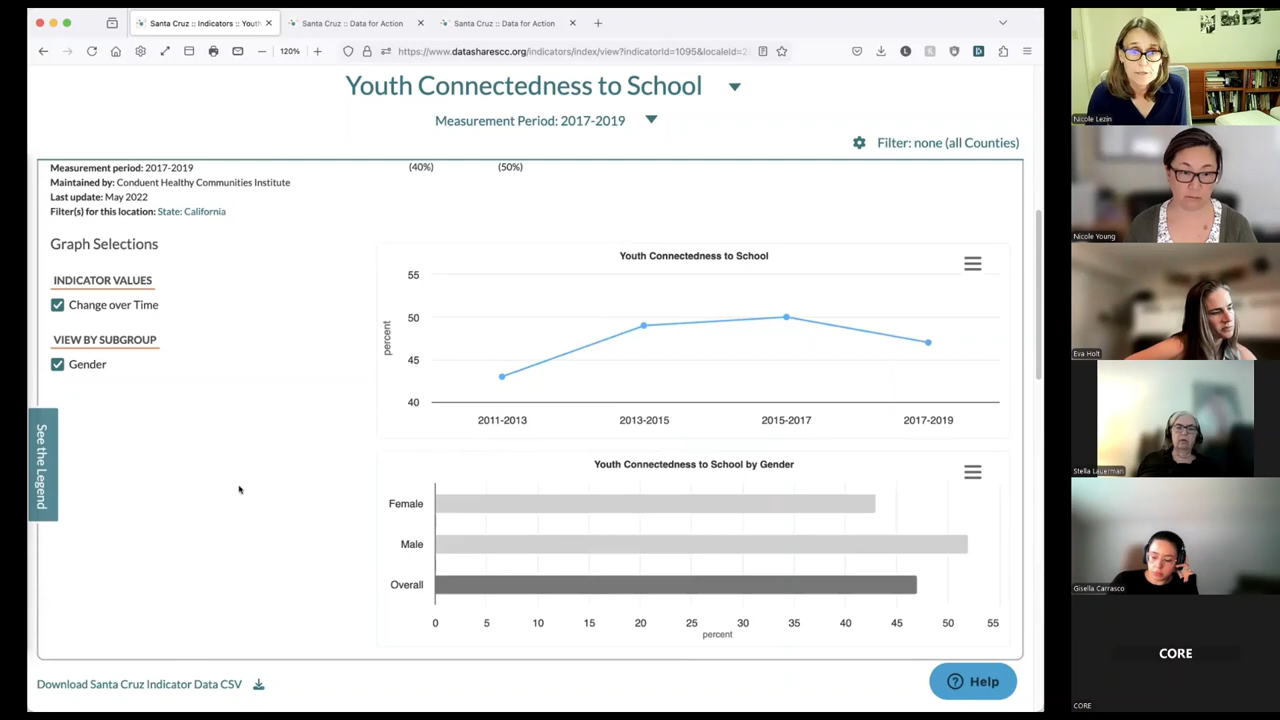 Santa Cruz :: Indicators :: Youth
Santa Cruz :: Data for Action
Santa Cruz :: Data for Action
120%
https://www.datasharescc.org/indicators/index/view?indicatorId=1095&localeId=2
Youth Connectedness to School
Measurement Period: 2017-2019
Filter: none (all Counties)
Measurement period: 2017-2019
(40%) (50%)
Maintained by: Conduent Healthy Communities Institute
Last update: May 2022
Filter(s) for this location: State: California
Graph Selections
INDICATOR VALUES
Change over Time
VIEW BY SUBGROUP
Gender
See the Legend
Youth Connectedness to School
55
50
45
40
percent
2011-2013 2013-2015 2015-2017 2017-2019
Youth Connectedness to School by Gender
Female
Male
Overall
0 5 10 15 20 25 30 35 40 45 50 55
percent
Download Santa Cruz Indicator Data CSV
Help
Nicole Lezin
Nicole Young
Eva Holt
Stella Lauerman
Gisella Carrasco
CORE
CORE